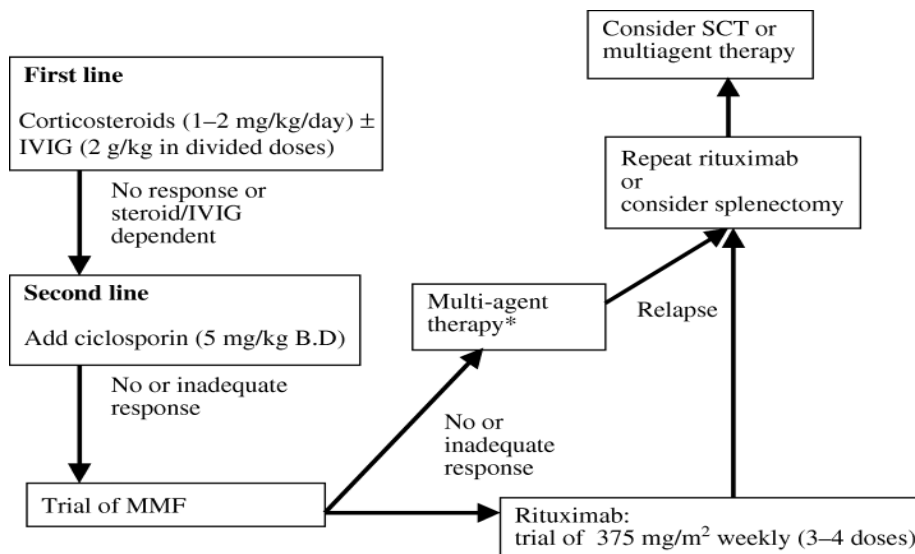 First line
Corticosteroids (1–2 mg/kg/day) ±
IVIG (2 g/kg in divided doses)
No response or
steroid/IVIG
dependent
Second line
Add ciclosporin (5 mg/kg B.D)
No or inadequate
response
Trial of MMF
No or
inadequate
response
Multi-agent
therapy*
Rituximab:
trial of 375 mg/m² weekly (3–4 doses)
Relapse
Repeat rituximab
or
consider splenectomy
Consider SCT or
multiagent therapy